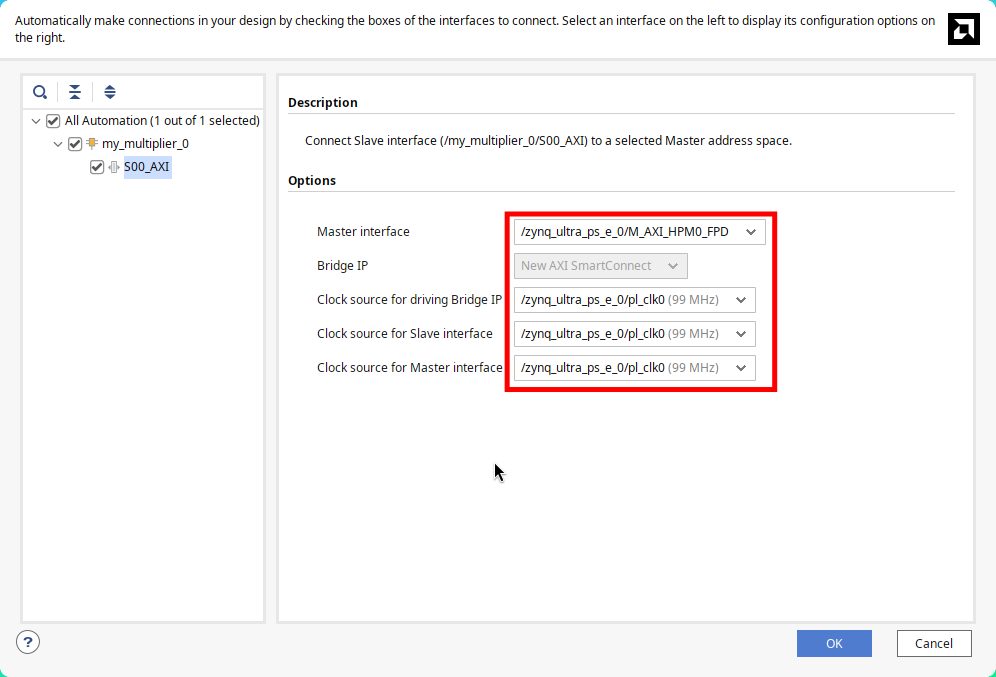 Automatically make connections in your design by checking the boxes of the interfaces to connect. Select an interface on the left to display its configuration options on
the right.
All Automation (1 out of 1 selected)
my_multiplier_0
S00_AXI
Description
Connect Slave interface (/my_multiplier_0/S00_AXI) to a selected Master address space.
Options
Master interface /zynq_ultra_ps_e_0/M_AXI_HPM0_FPD
Bridge IP New AXI SmartConnect
Clock source for driving Bridge IP /zynq_ultra_ps_e_0/pl_clk0 (99 MHz)
Clock source for Slave interface /zynq_ultra_ps_e_0/pl_clk0 (99 MHz)
Clock source for Master interface /zynq_ultra_ps_e_0/pl_clk0 (99 MHz)
?
OK
Cancel